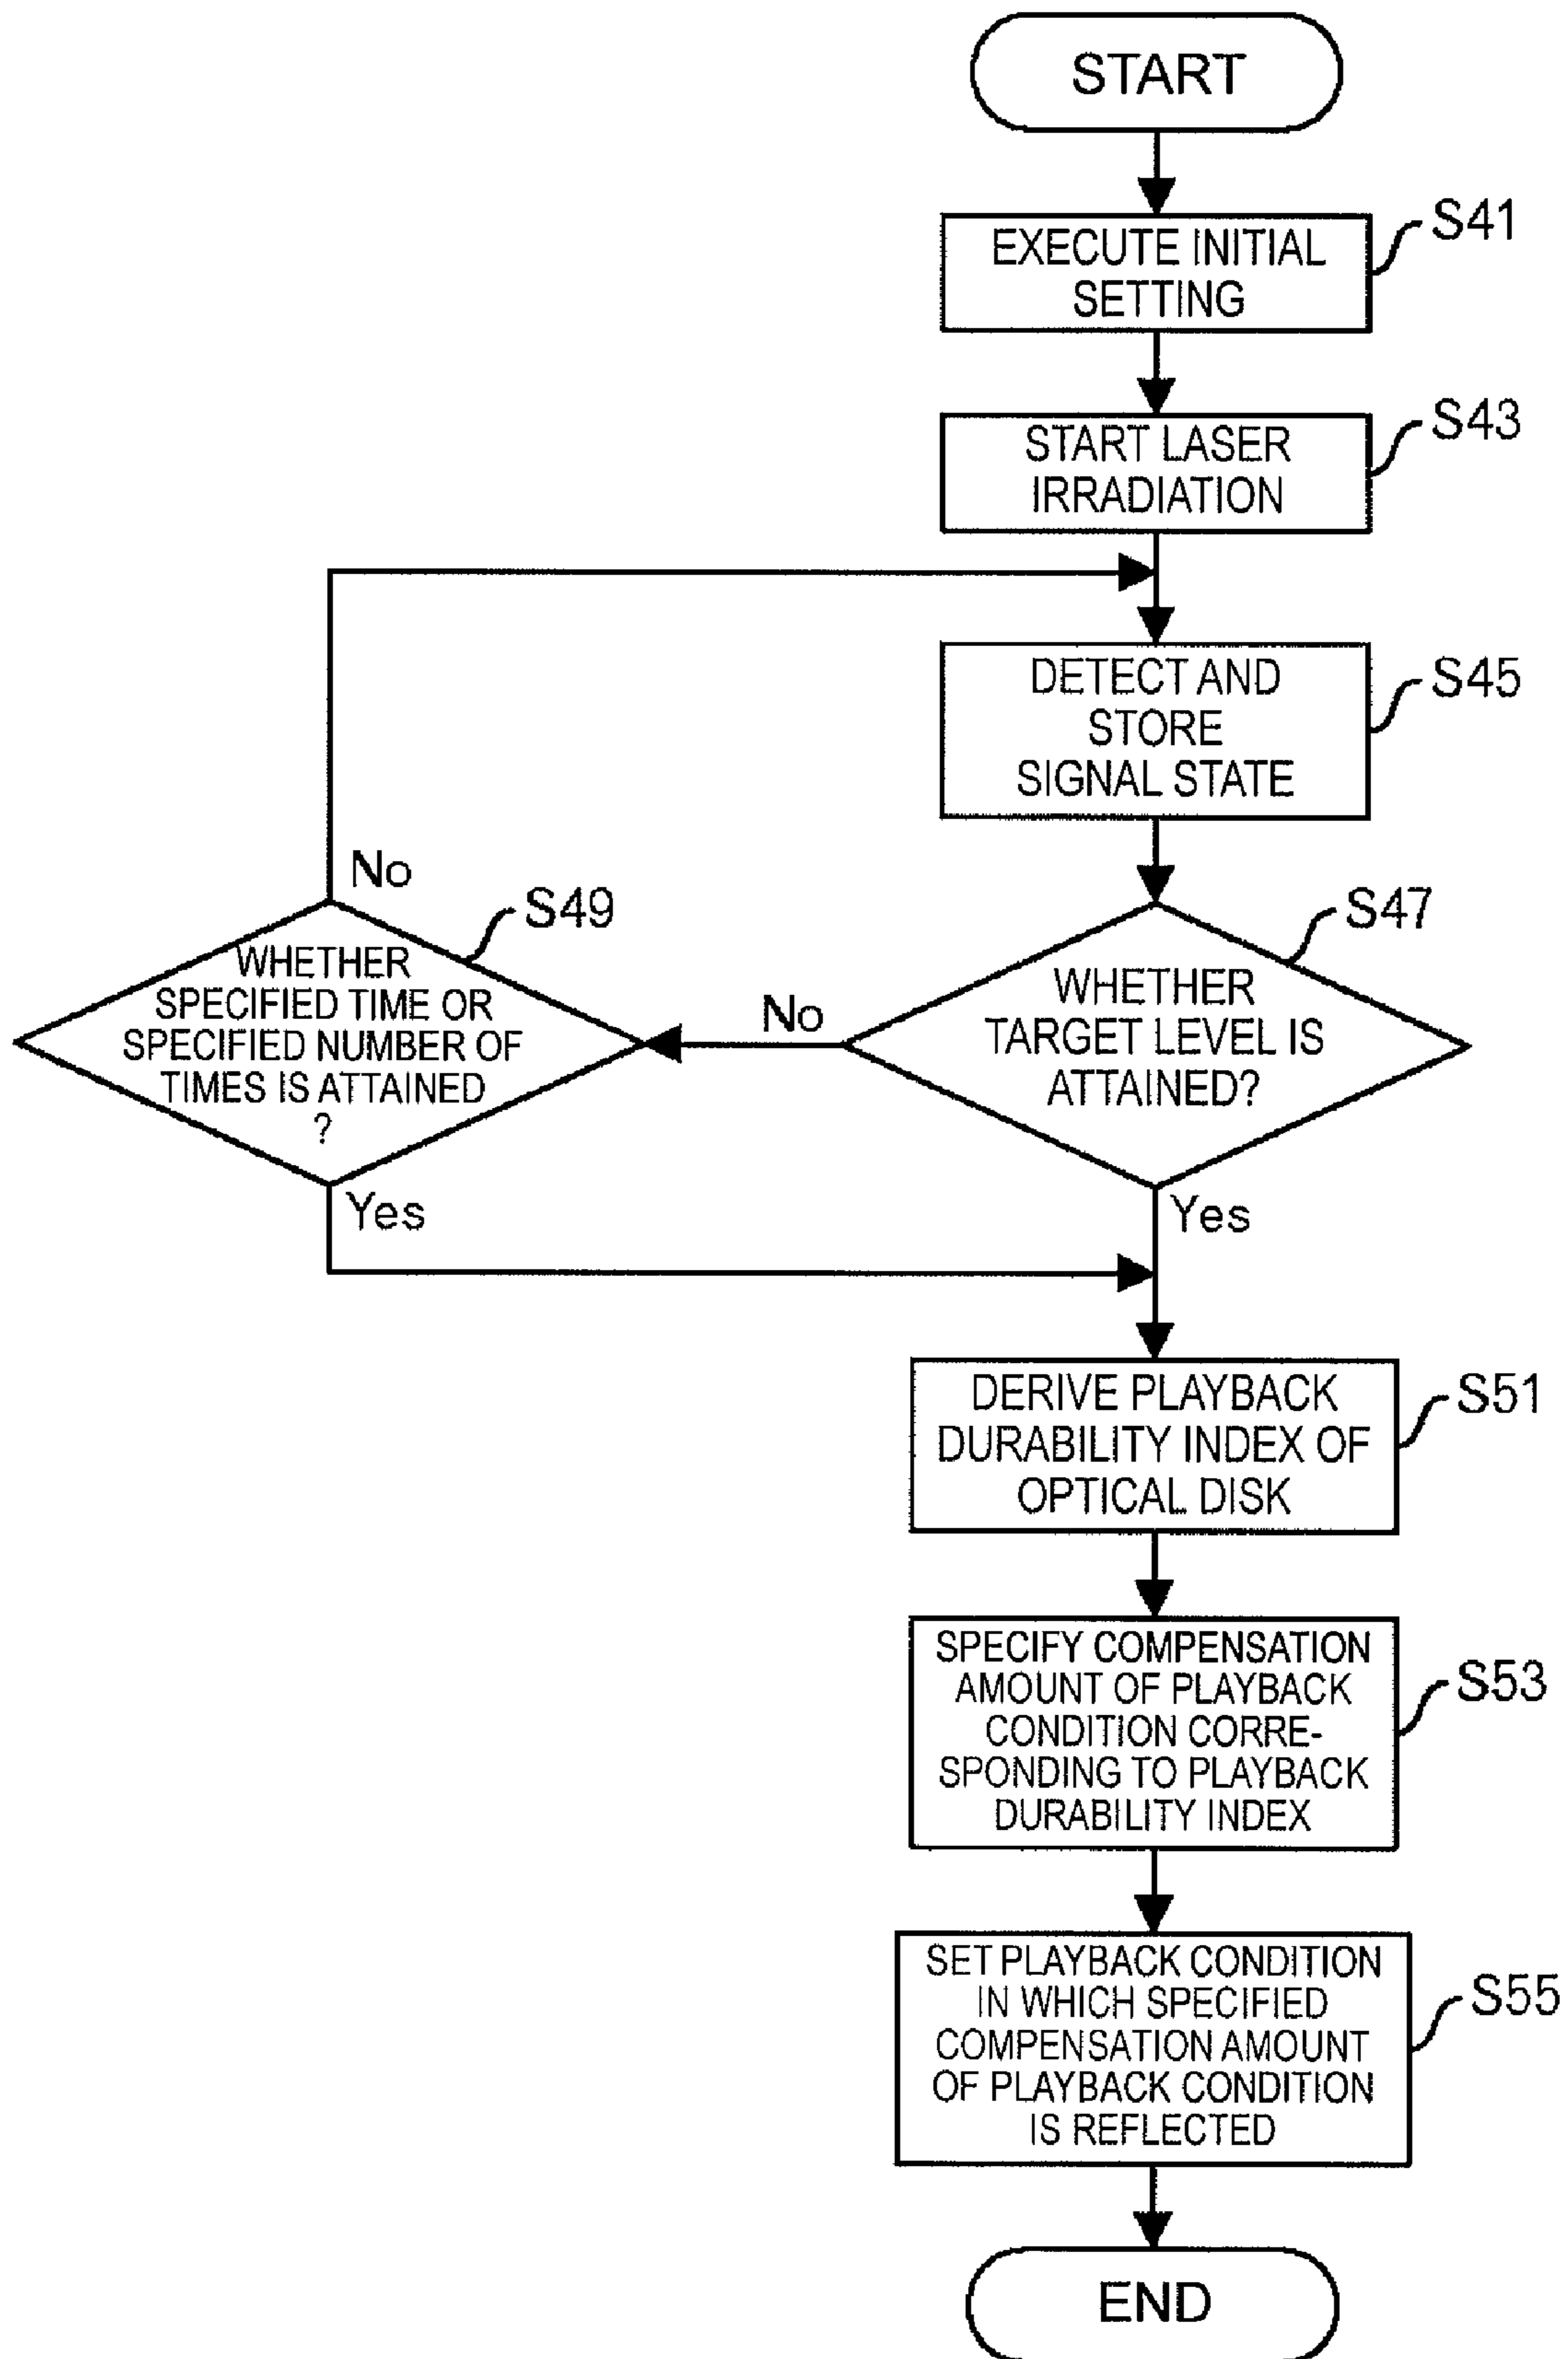 START
S41
EXECUTE INITIAL
SETTING
S43
START LASER
IRRADIATION
S45
DETECT AND
STORE
SIGNAL STATE
No
S49
WHETHER
SPECIFIED TIME OR
SPECIFIED NUMBER OF
TIMES IS ATTAINED
?
No
S47
WHETHER
TARGET LEVEL IS
ATTAINED?
Yes
Yes
DERIVE PLAYBACK
DURABILITY INDEX OF
OPTICAL DISK
S51
SPECIFY COMPENSATION
AMOUNT OF PLAYBACK
CONDITION CORRE-
SPONDING TO PLAYBACK
DURABILITY INDEX
S53
SET PLAYBACK CONDITION
IN WHICH SPECIFIED
COMPENSATION AMOUNT
OF PLAYBACK CONDITION
IS REFLECTED
S55
END